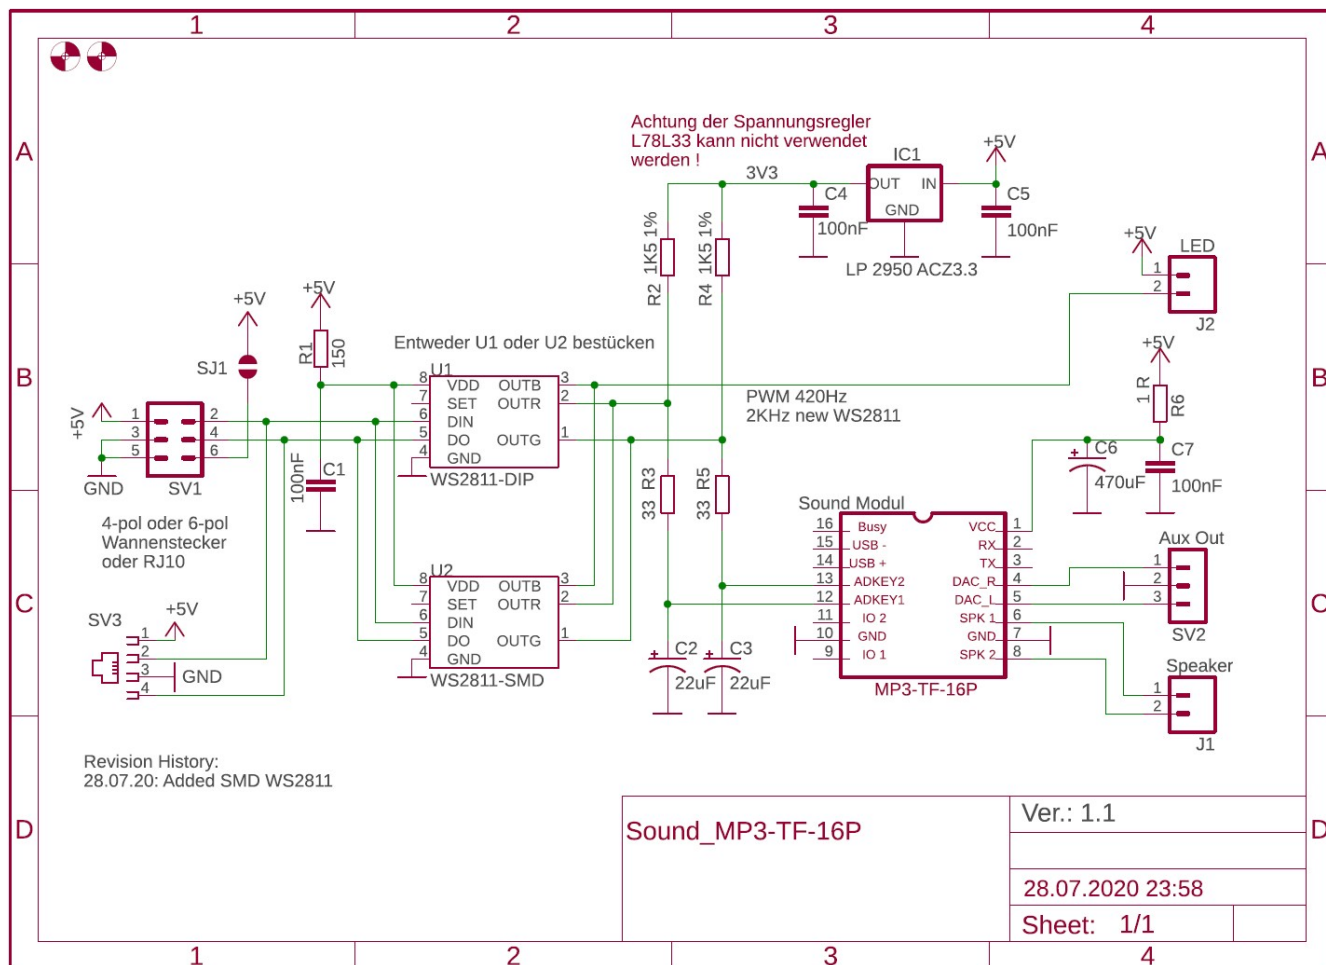 1 2 3 4
A A
Achtung der Spannungsregler
L78L33 kann nicht verwendet
werden !
IC1
+5V
3V3
OUT IN
GND
C4
100nF
C5
100nF
LP 2950 ACZ3.3
1K5 1%
R2
1K5 1%
R4
+5V
LED
1
2
J2
B B
+5V
SJ1
+5V
R1
150
Entweder U1 oder U2 bestücken
U1
8 VDD OUTB 3
7 SET OUTR 2
6 DIN
5 DO OUTG 1
4 GND
WS2811-DIP
PWM 420Hz
2KHz new WS2811
+5V
1 R
R6
+5V
1 2
3 4
5 6
GND
SV1
100nF
C1
33 R3
33 R5
C6
470uF
C7
100nF
4-pol oder 6-pol
Wannenstecker
oder RJ10
Sound Modul
16 Busy VCC 1
15 USB - RX 2
14 USB + TX 3
13 ADKEY2 DAC_R 4
12 ADKEY1 DAC_L 5
11 IO 2 SPK 1 6
10 GND GND 7
9 IO 1 SPK 2 8
MP3-TF-16P
Aux Out
1
2
3
SV2
C C
U2
8 VDD OUTB 3
7 SET OUTR 2
6 DIN
5 DO OUTG 1
4 GND
WS2811-SMD
SV3
+5V
1
2
3 GND
4
C2
22uF
C3
22uF
Speaker
1
2
J1
Revision History:
28.07.20: Added SMD WS2811
D D
Sound_MP3-TF-16P
Ver.: 1.1
28.07.2020 23:58
Sheet: 1/1
1 2 3 4